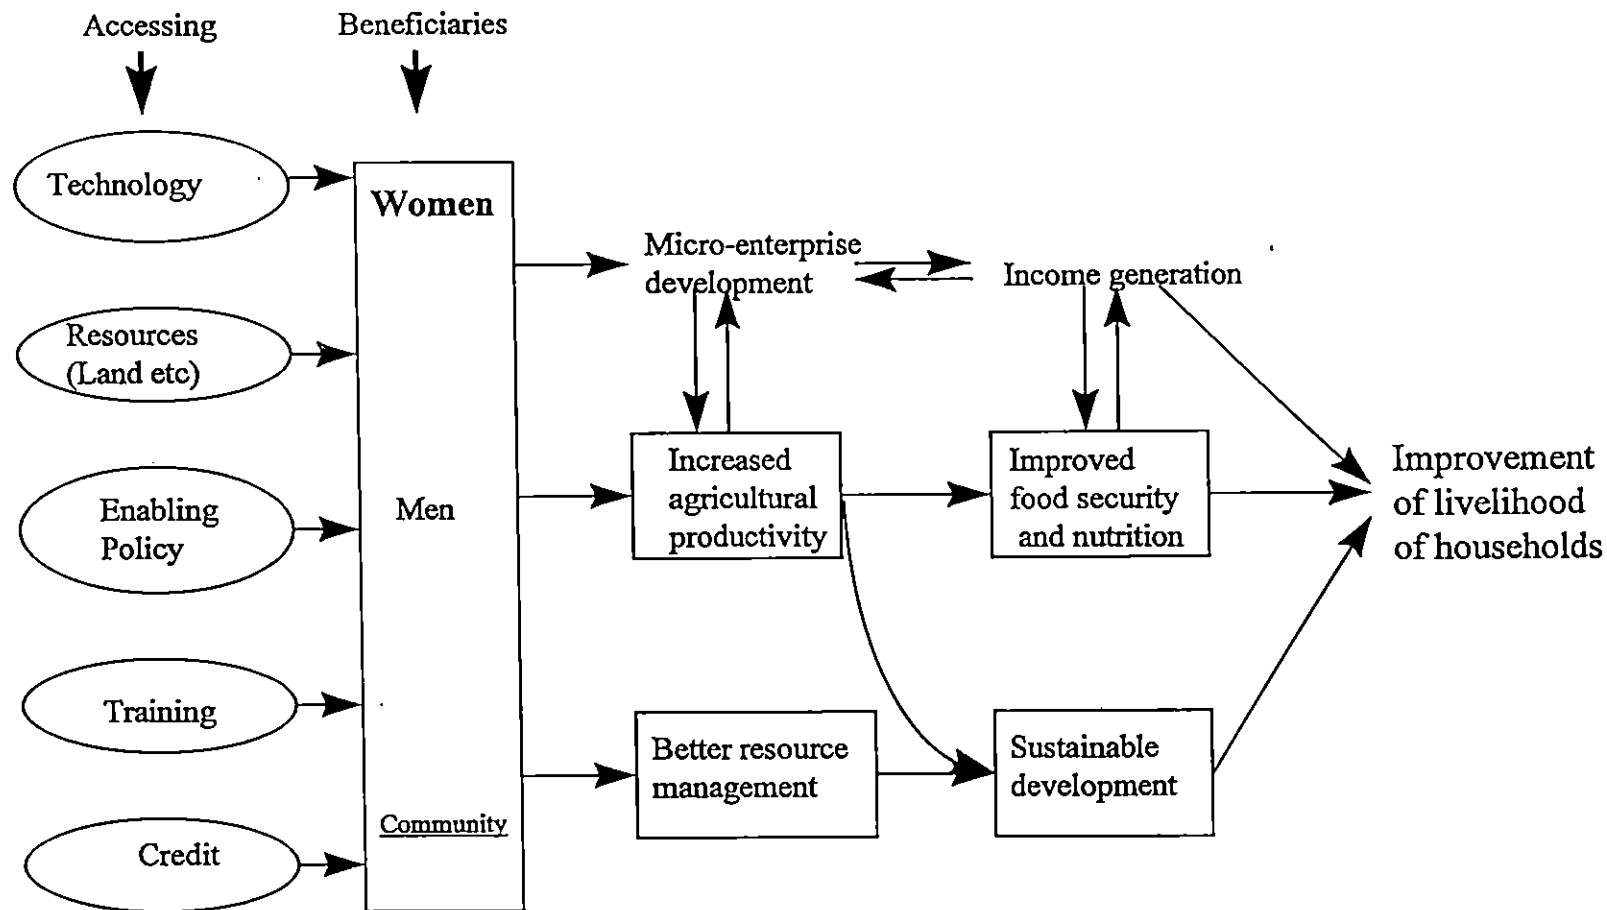 Accessing
Beneficiaries
Technology
Women
Micro-enterprise
development
Income generation
Resources
(Land etc)
Increased
agricultural
productivity
Improved
food security
and nutrition
Improvement
of livelihood
of households
Enabling
Policy
Men
Training
Better resource
management
Sustainable
development
Community
Credit